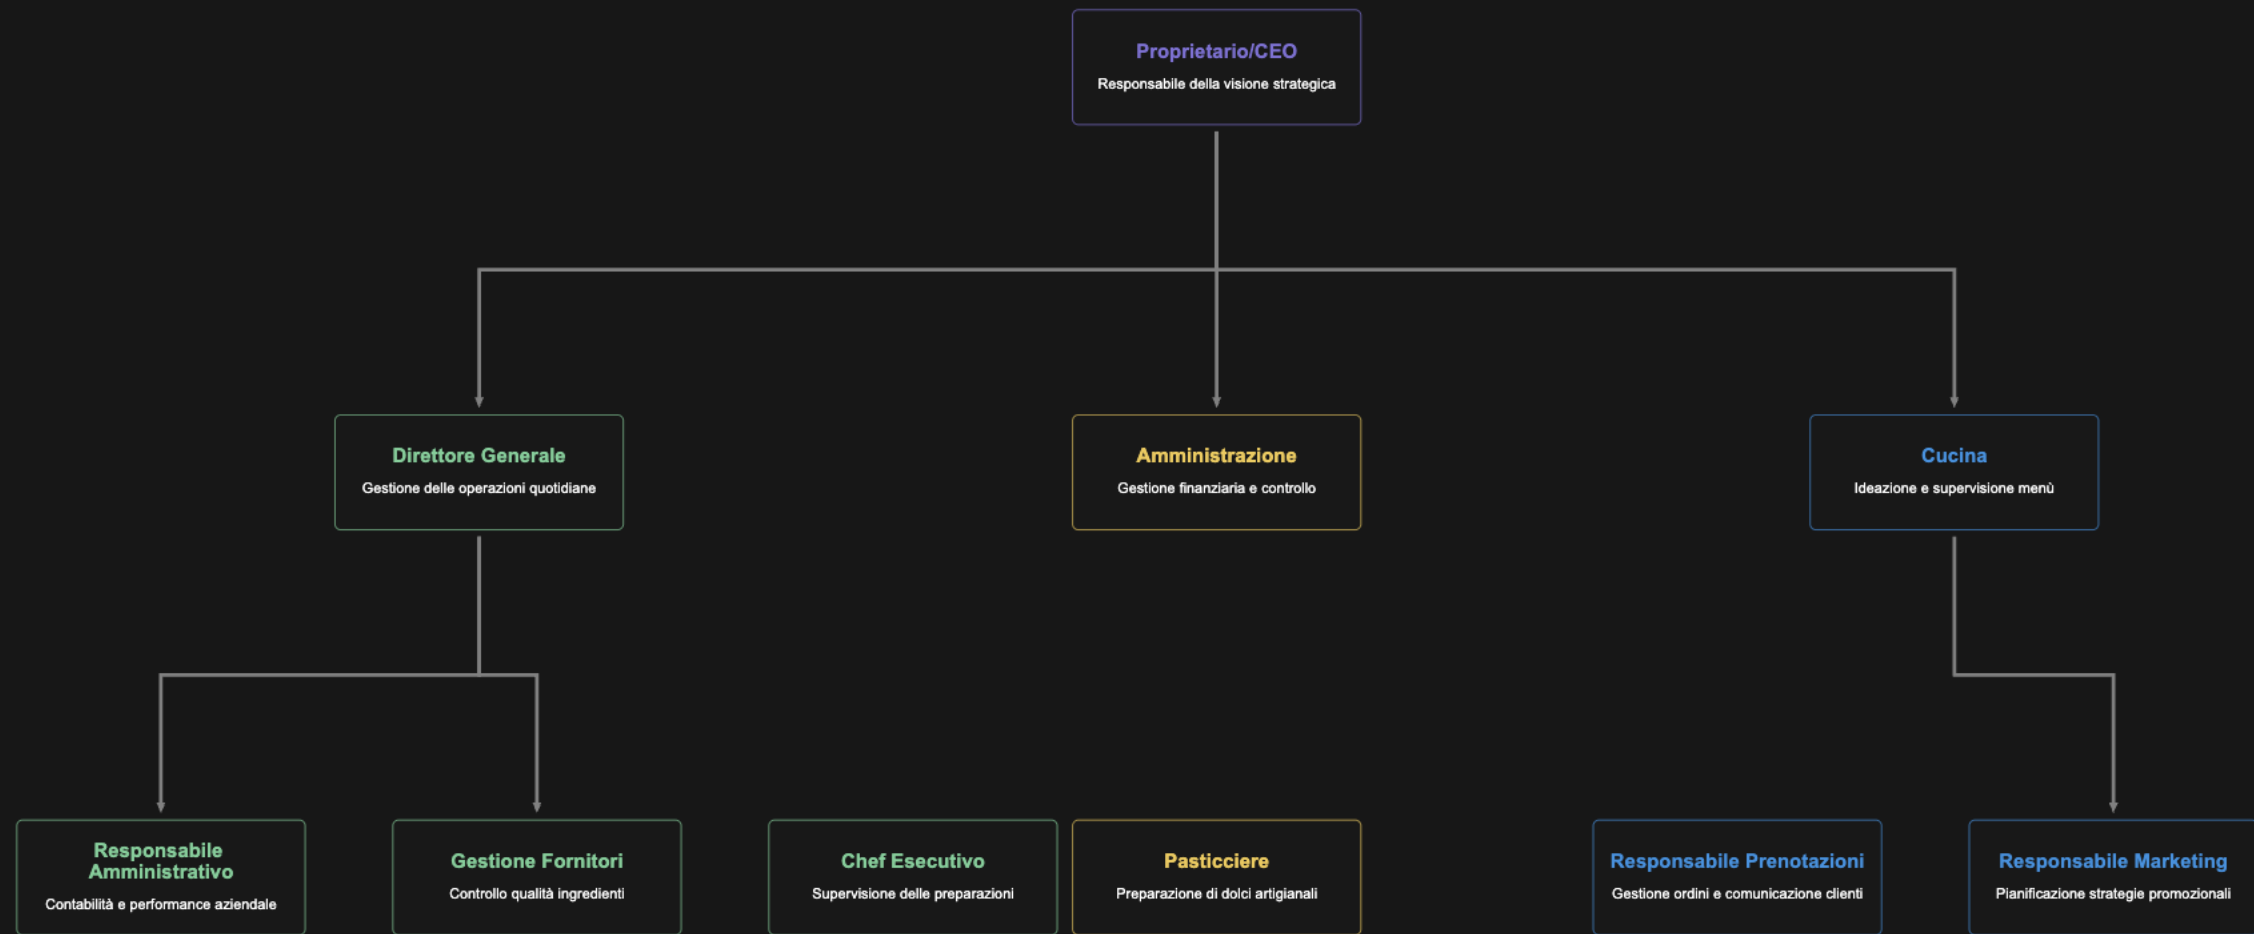 Proprietario/CEO
Responsabile della visione strategica
Direttore Generale
Gestione delle operazioni quotidiane
Amministrazione
Gestione finanziaria e controllo
Cucina
Ideazione e supervisione menù
Responsabile
Amministrativo
Contabilità e performance aziendale
Gestione Fornitori
Controllo qualità ingredienti
Chef Esecutivo
Supervisione delle preparazioni
Pasticciere
Preparazione di dolci artigianali
Responsabile Prenotazioni
Gestione ordini e comunicazione clienti
Responsabile Marketing
Pianificazione strategie promozionali